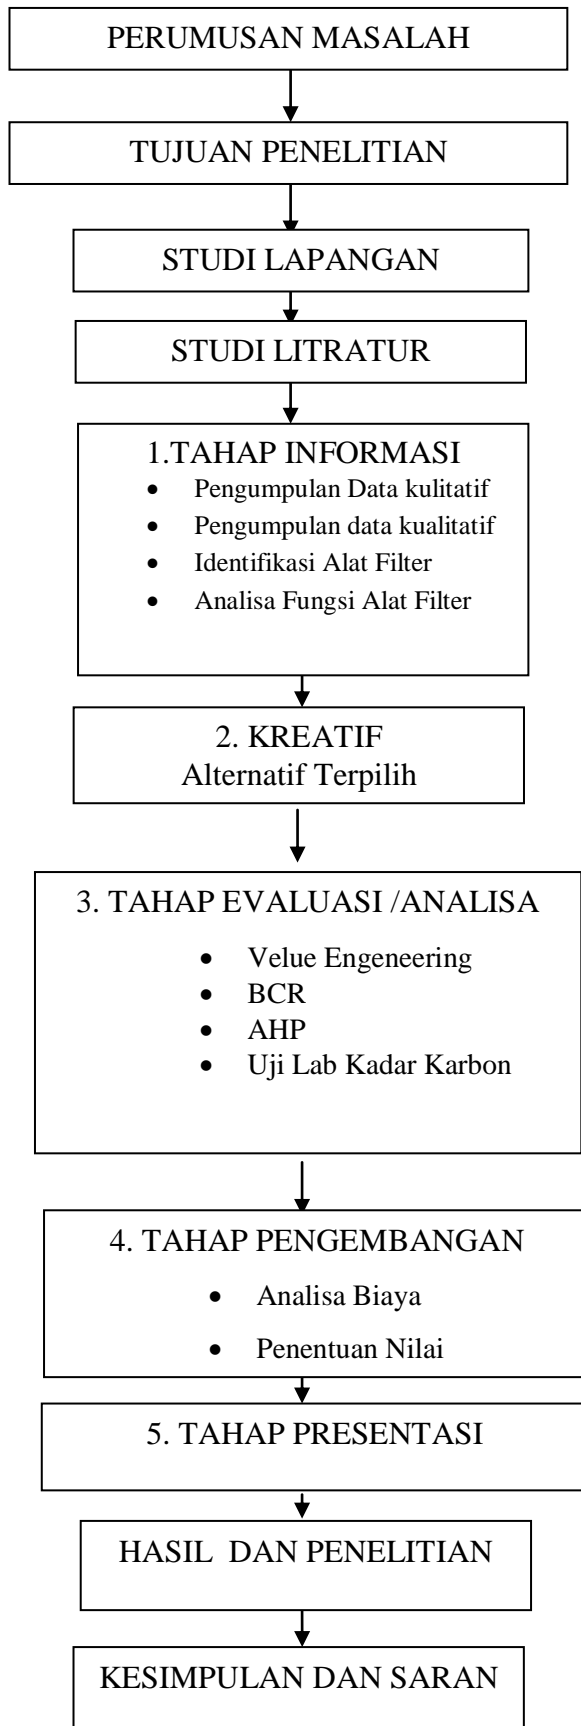 PERUMUSAN MASALAH
TUJUAN PENELITIAN
STUDI LAPANGAN
STUDI LITRATUR
1.TAHAP INFORMASI
• Pengumpulan Data kulitatif
• Pengumpulan data kualitatif
• Identifikasi Alat Filter
• Analisa Fungsi Alat Filter
2. KREATIF
Alternatif Terpilih
3. TAHAP EVALUASI /ANALISA
• Velue Engeneering
• BCR
• AHP
• Uji Lab Kadar Karbon
4. TAHAP PENGEMBANGAN
• Analisa Biaya
• Penentuan Nilai
5. TAHAP PRESENTASI
HASIL DAN PENELITIAN
KESIMPULAN DAN SARAN